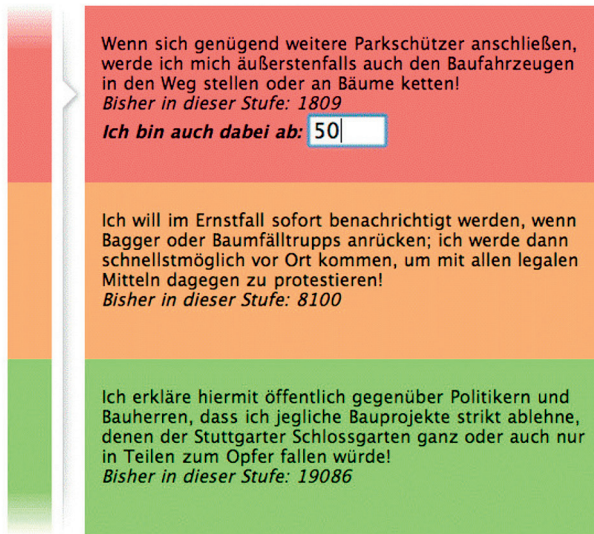 Wenn sich genügend weitere Parkschützer anschließen,
werde ich mich äußerstenfalls auch den Baufahrzeugen
in den Weg stellen oder an Bäume ketten!
Bisher in dieser Stufe: 1809
Ich bin auch dabei ab: 50
Ich will im Ernstfall sofort benachrichtigt werden, wenn
Bagger oder Baumfälltrupps anrücken; ich werde dann
schnellstmöglich vor Ort kommen, um mit allen legalen
Mitteln dagegen zu protestieren!
Bisher in dieser Stufe: 8100
Ich erkläre hiermit öffentlich gegenüber Politikern und
Bauherren, dass ich jegliche Bauprojekte strikt ablehne,
denen der Stuttgarter Schlossgarten ganz oder auch nur
in Teilen zum Opfer fallen würde!
Bisher in dieser Stufe: 19086